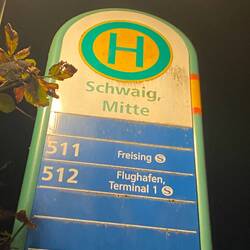 H
Schwaig,
Mitte
511 Freising S
512 Flughafen,
Terminal 1 S